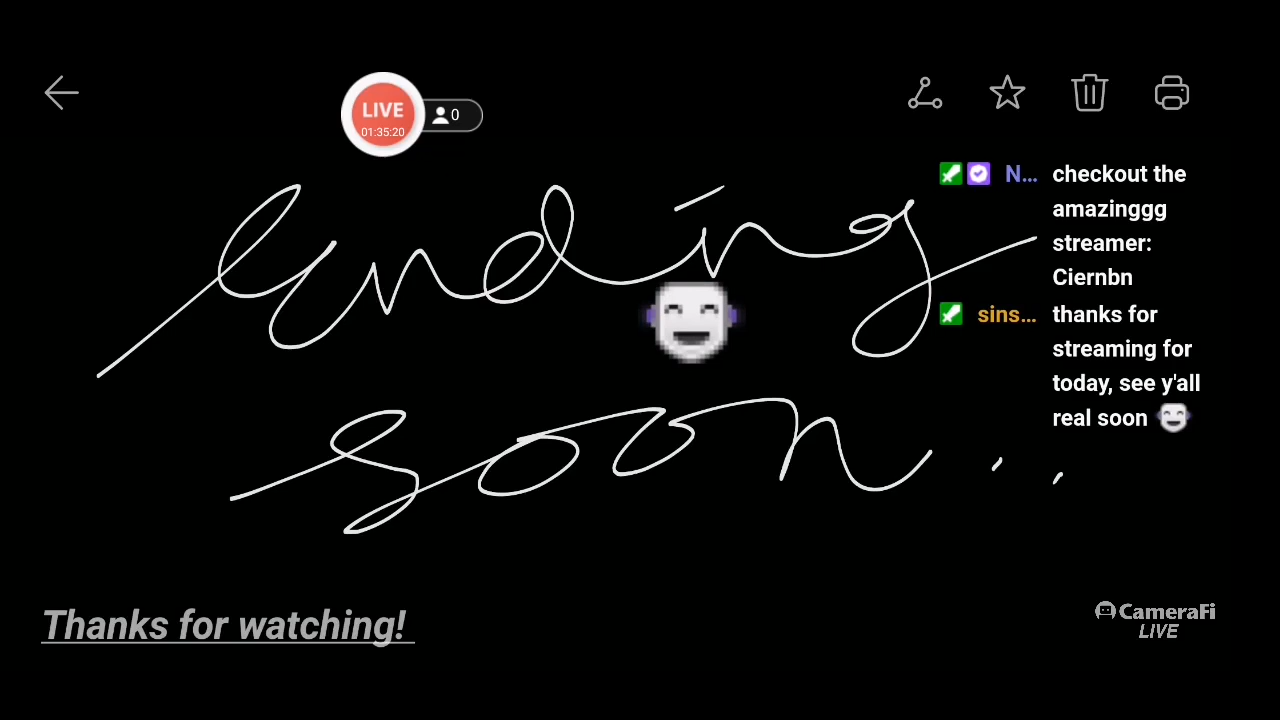 LIVE
01:35:20
0
Ending
soon...
N... checkout the
amazinggg
streamer:
Ciernbn
sins... thanks for
streaming for
today, see y'all
real soon
Thanks for watching!
CameraFi
LIVE